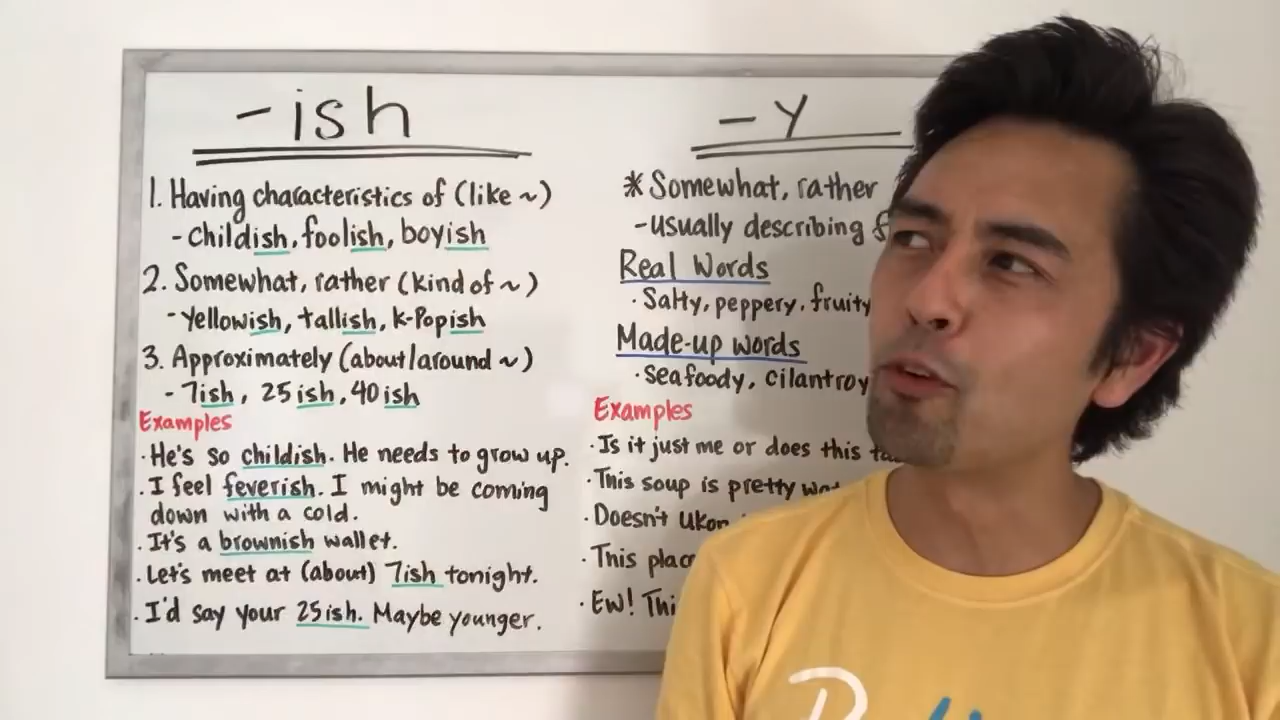 -ish
1. Having characteristics of (like ~)
- childish, foolish, boyish
2. Somewhat, rather (kind of ~)
- yellowish, tallish, K-Popish
3. Approximately (about/around ~)
- 7ish, 25ish, 40ish
Examples
· He's so childish. He needs to grow up.
· I feel feverish. I might be coming
down with a cold.
· It's a brownish wallet.
· Let's meet at (about) 7ish tonight.
· I'd say your 25ish. Maybe younger.
-y
* Somewhat, rather
- usually describing
Real Words
· Salty, peppery, fruity
Made-up words
· Seafoody, cilantroy
Examples
· Is it just me or does this
· This soup is pretty
· Doesn't
· This
· Ew!